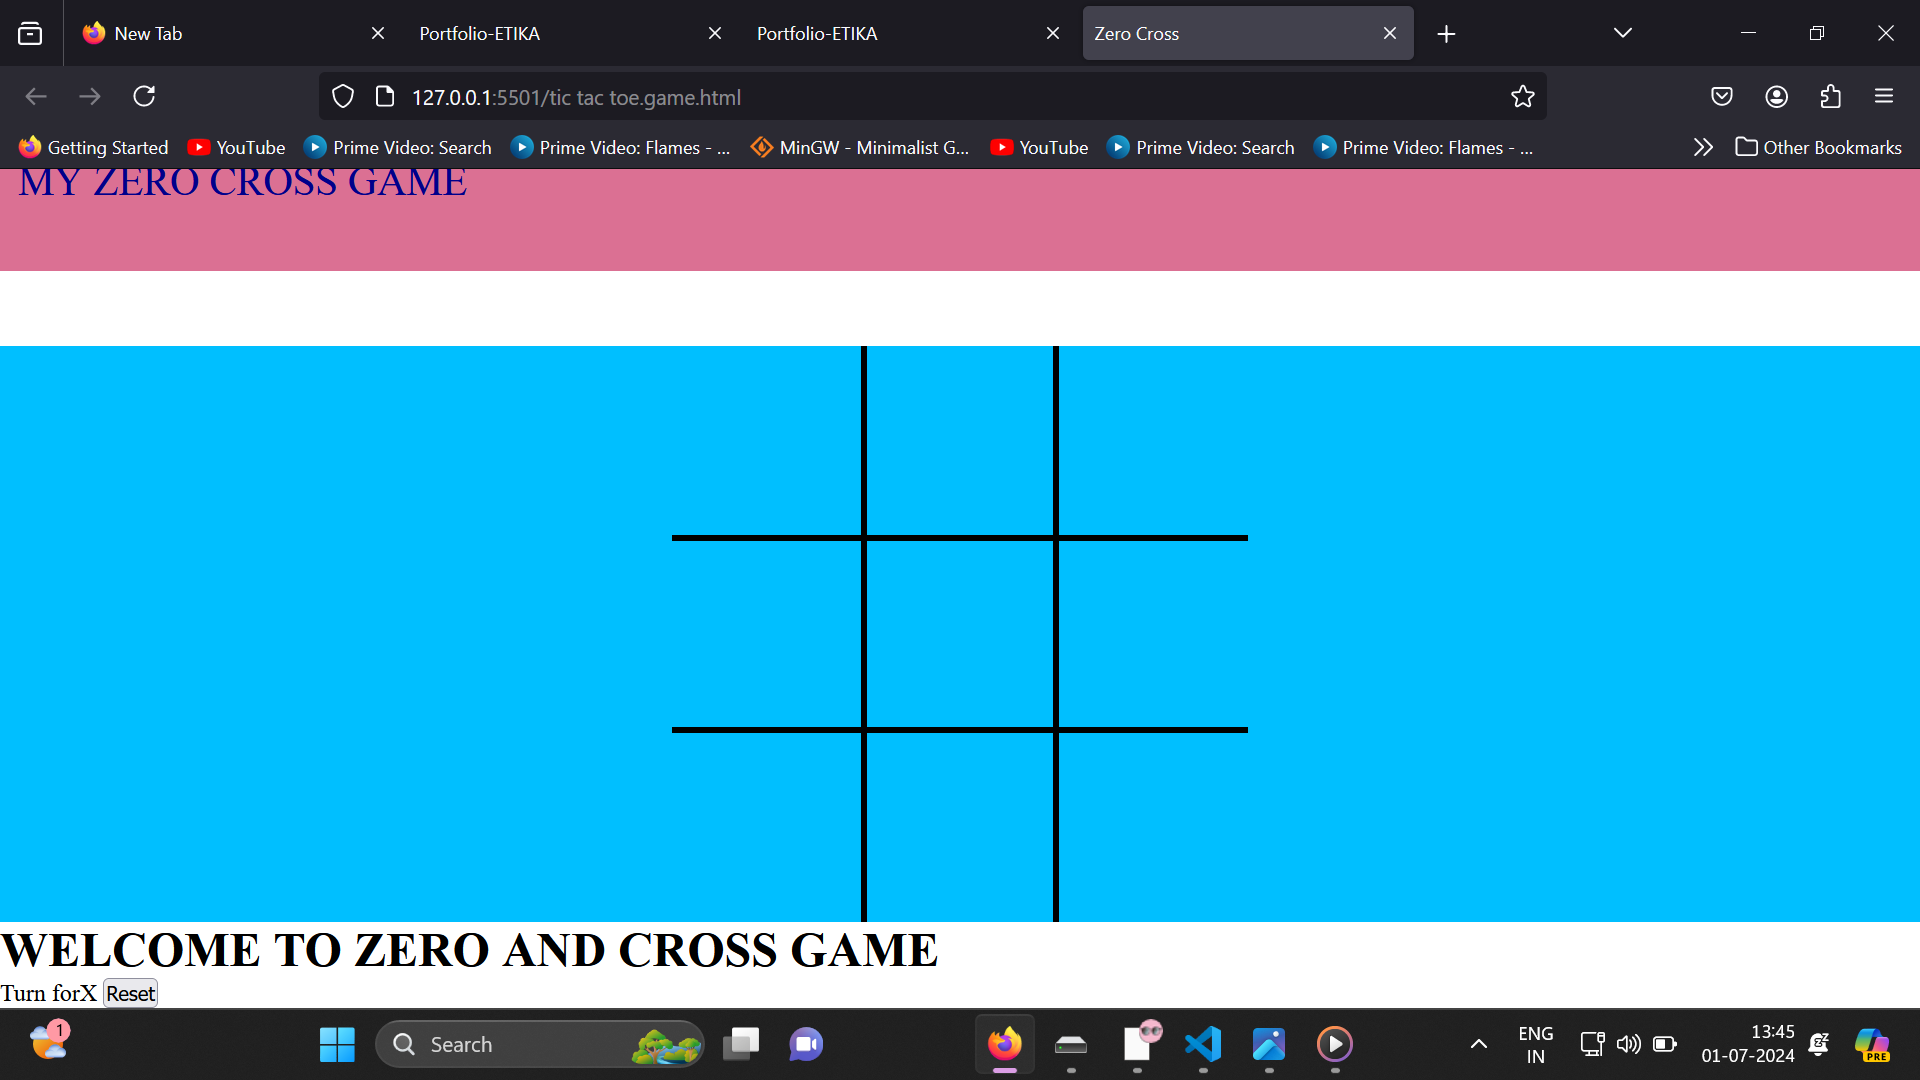 New Tab
Portfolio-ETIKA
Portfolio-ETIKA
Zero Cross
127.0.0.1:5501/tic tac toe.game.html
Getting Started
YouTube
Prime Video: Search
Prime Video: Flames - ...
MinGW - Minimalist G...
YouTube
Prime Video: Search
Prime Video: Flames - ...
Other Bookmarks
MY ZERO CROSS GAME
WELCOME TO ZERO AND CROSS GAME
Turn forX Reset
1
Search
ENG
IN
13:45
01-07-2024
PRE